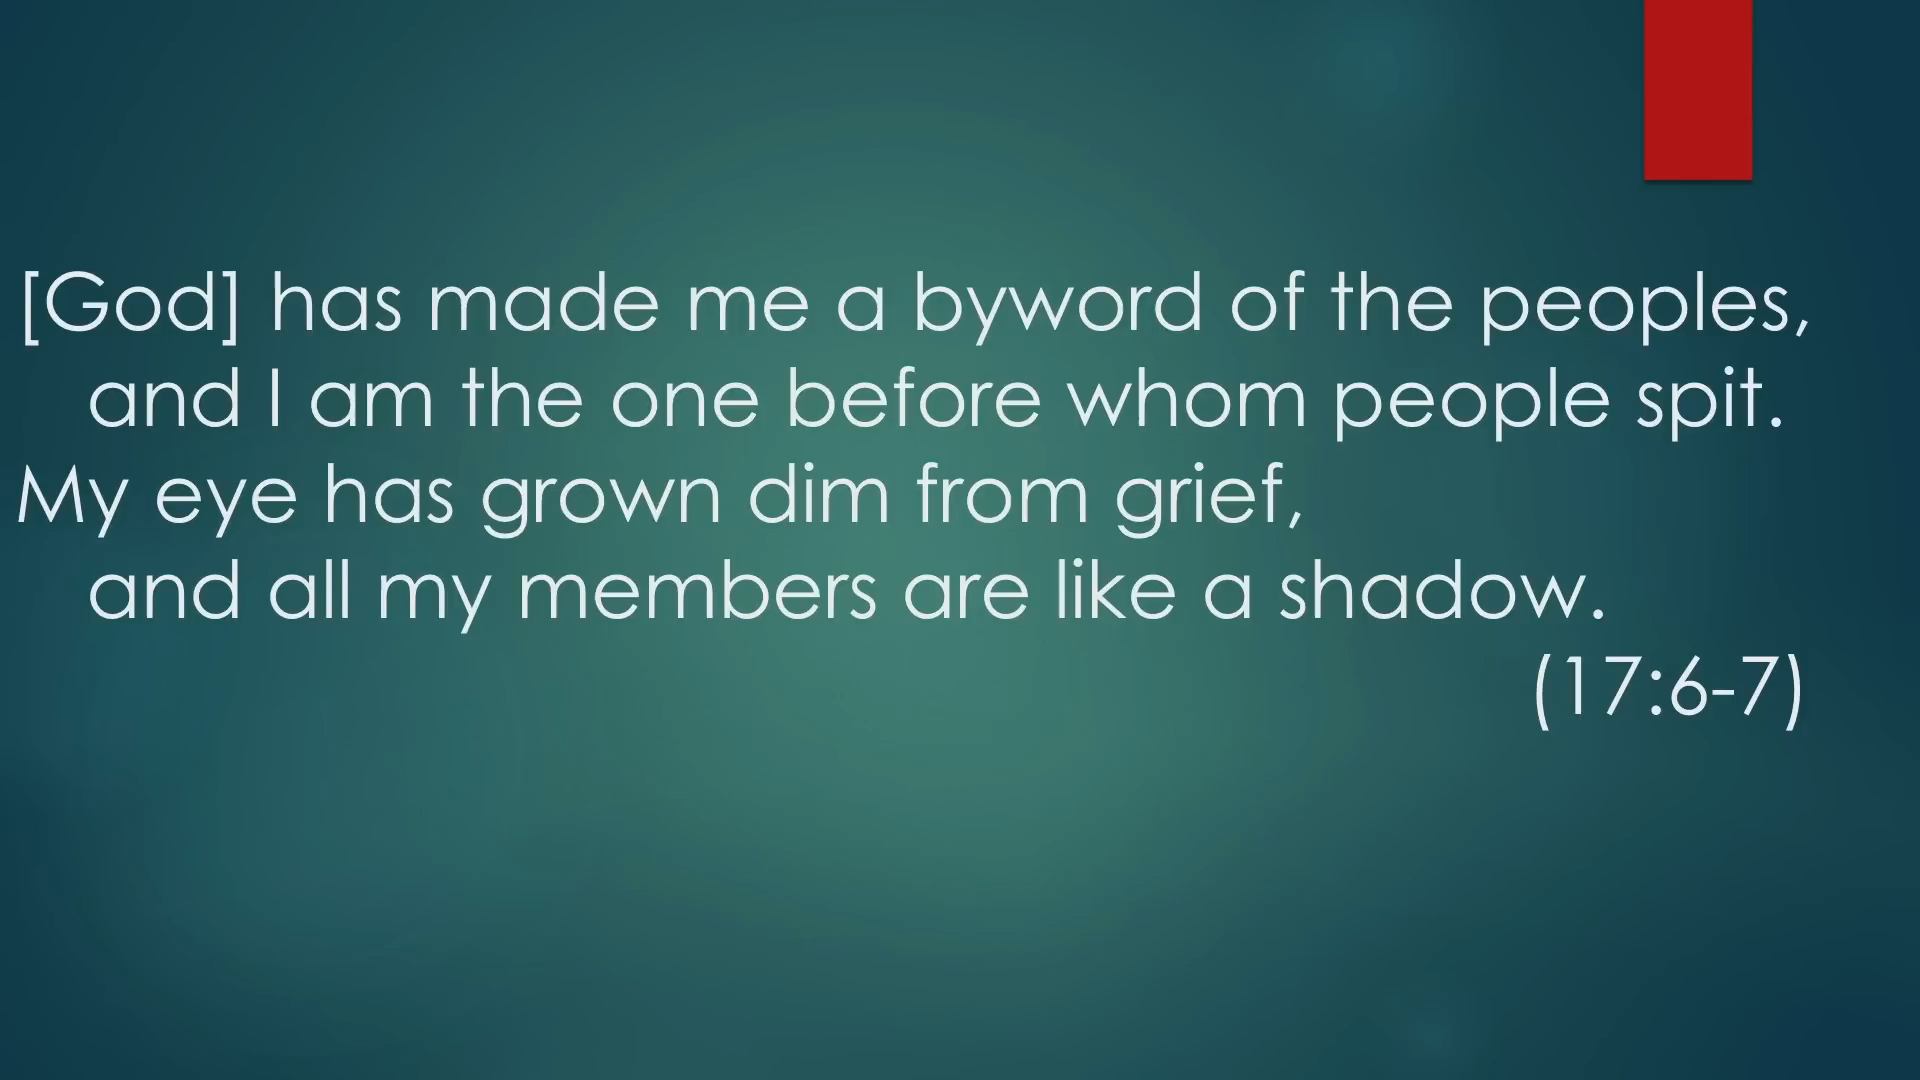 [God] has made me a byword of the peoples,
and I am the one before whom people spit.
My eye has grown dim from grief,
and all my members are like a shadow.
(17:6-7)